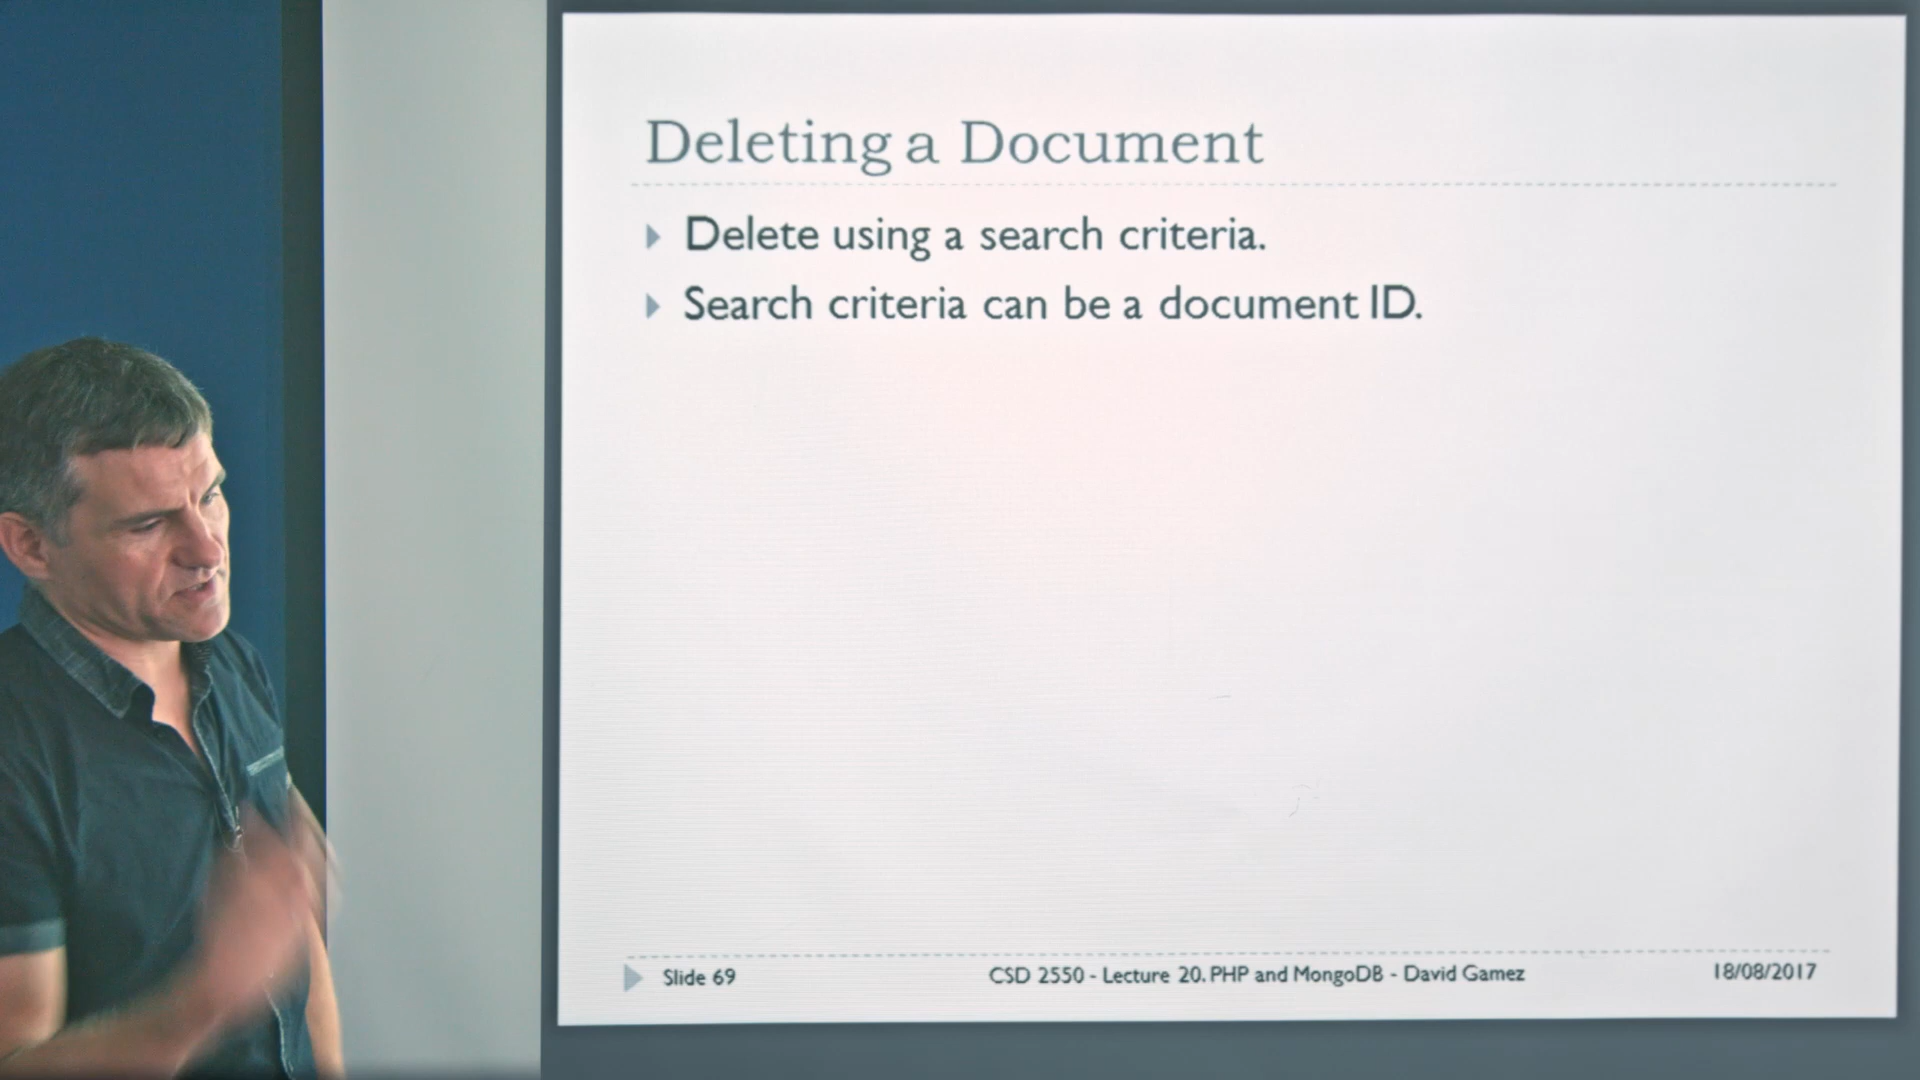 Deleting a Document
Delete using a search criteria.
Search criteria can be a document ID.
Slide 69
CSD 2550 - Lecture 20. PHP and MongoDB - David Gamez
18/08/2017